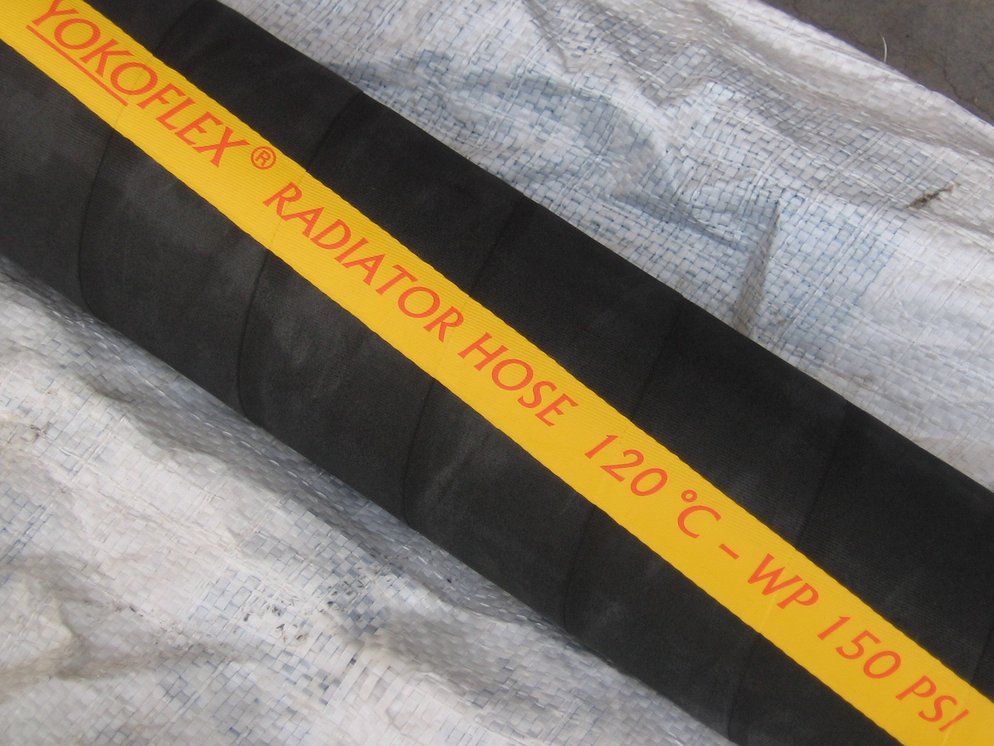 YOKOFLEX® RADIATOR HOSE 120 °C - WP 150 PSI